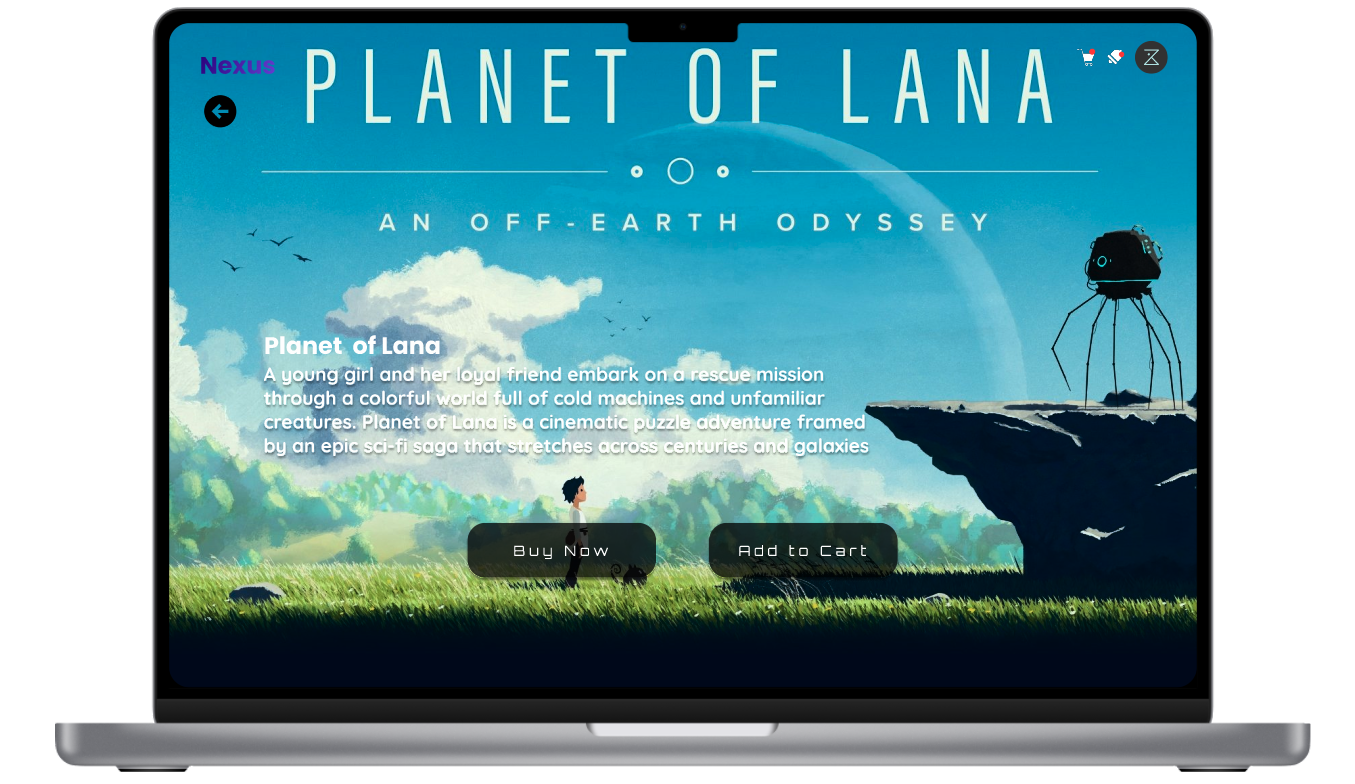 PLANET OF LANA
Nexus
AN OFF-EARTH ODYSSEY
Planet of Lana
A young girl and her loyal friend embark on a rescue mission
through a colorful world full of cold machines and unfamiliar
creatures. Planet of Lana is a cinematic puzzle adventure framed
by an epic sci-fi saga that stretches across centuries and galaxies
Buy Now
Add to Cart